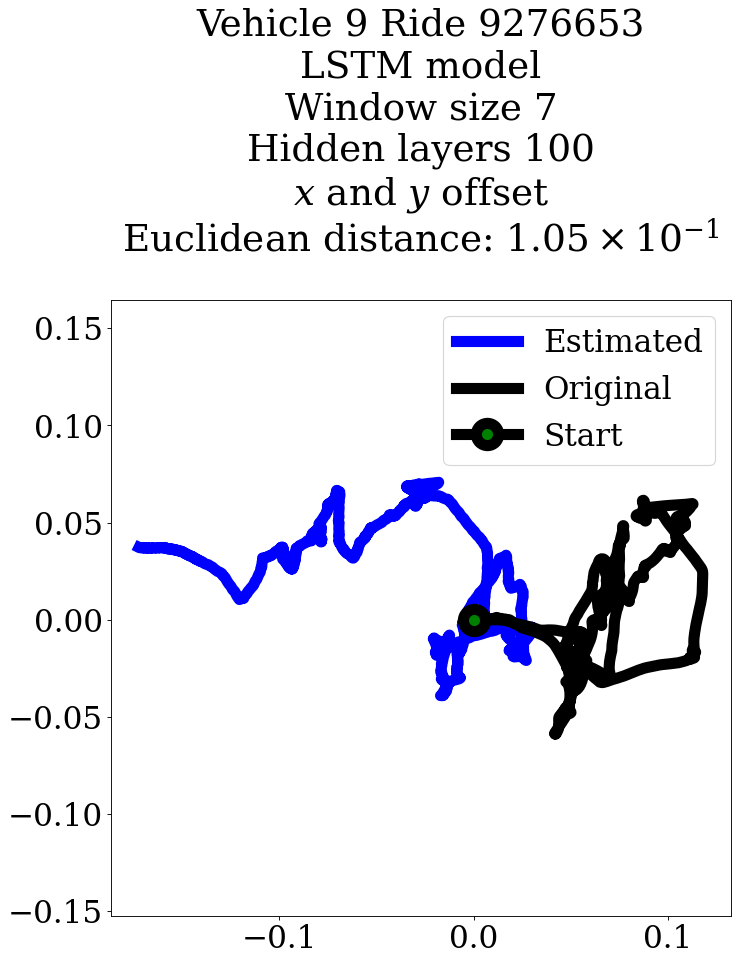 Vehicle 9 Ride 9276653
LSTM model
Window size 7
Hidden layers 100
x and y offset
Euclidean distance: 1.05 × 10⁻¹
Estimated
Original
Start
0.15
0.10
0.05
0.00
−0.05
−0.10
−0.15
−0.1
0.0
0.1